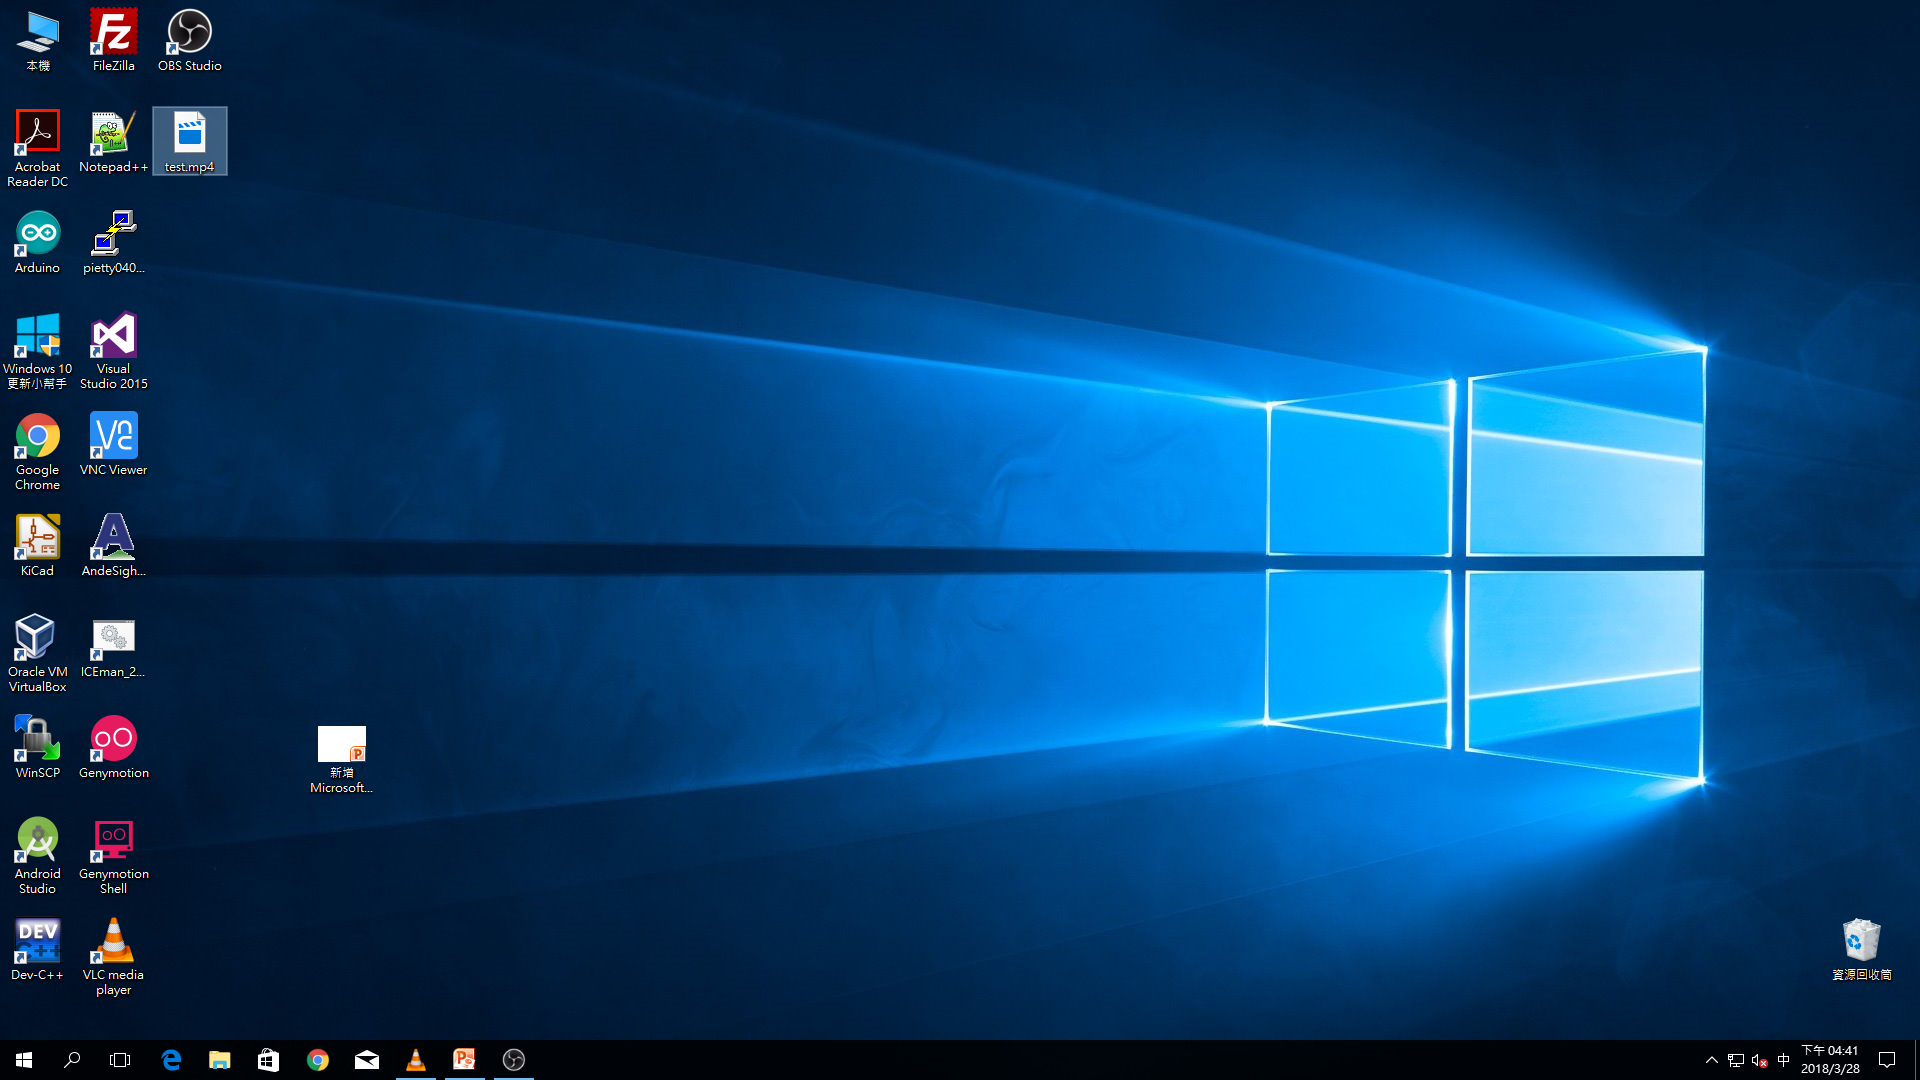 本機
FileZilla
OBS Studio
Acrobat
Reader DC
Notepad++
test.mp4
Arduino
pietty040...
Windows 10
更新小幫手
Visual
Studio 2015
Google
Chrome
VNC Viewer
KiCad
AndeSigh...
Oracle VM
VirtualBox
ICEman_2...
WinSCP
Genymotion
新增
Microsoft...
Android
Studio
Genymotion
Shell
DEV
Dev-C++
VLC media
player
資源回收筒
中
下午 04:41
2018/3/28